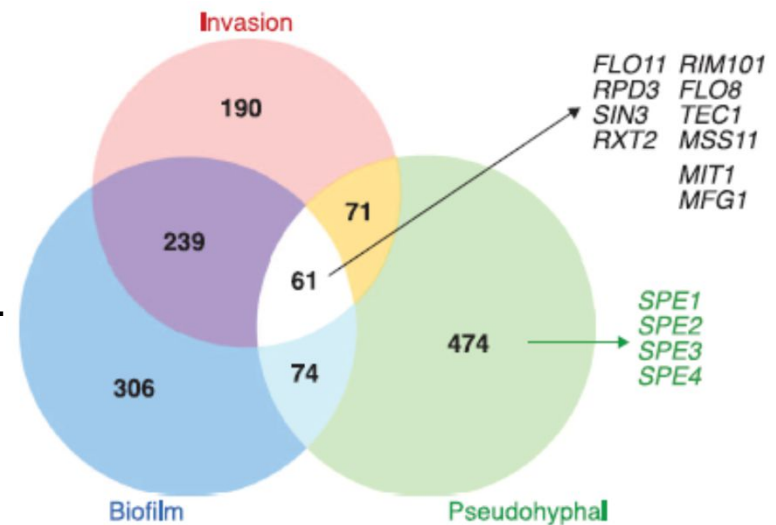 Invasion
190
FLO11 RIM101
RPD3 FLO8
SIN3 TEC1
RXT2 MSS11
MIT1
MFG1
71
239
61
SPE1
SPE2
SPE3
SPE4
474
74
306
Biofilm
Pseudohyphal
.